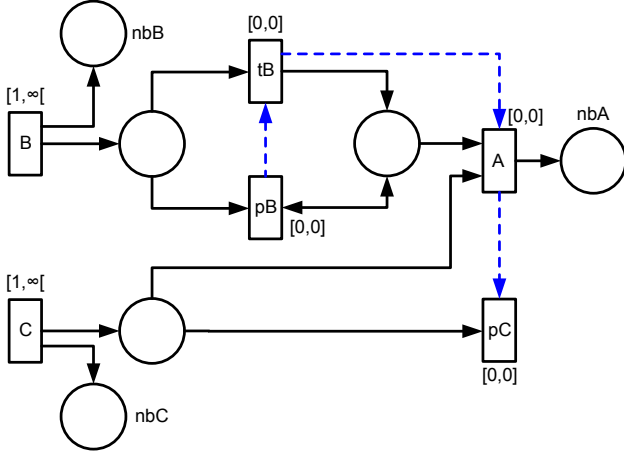 nbB
[0,0]
tB
[1,∞[
B
[0,0]
nbA
A
pB
[0,0]
[1,∞[
C
pC
[0,0]
nbC